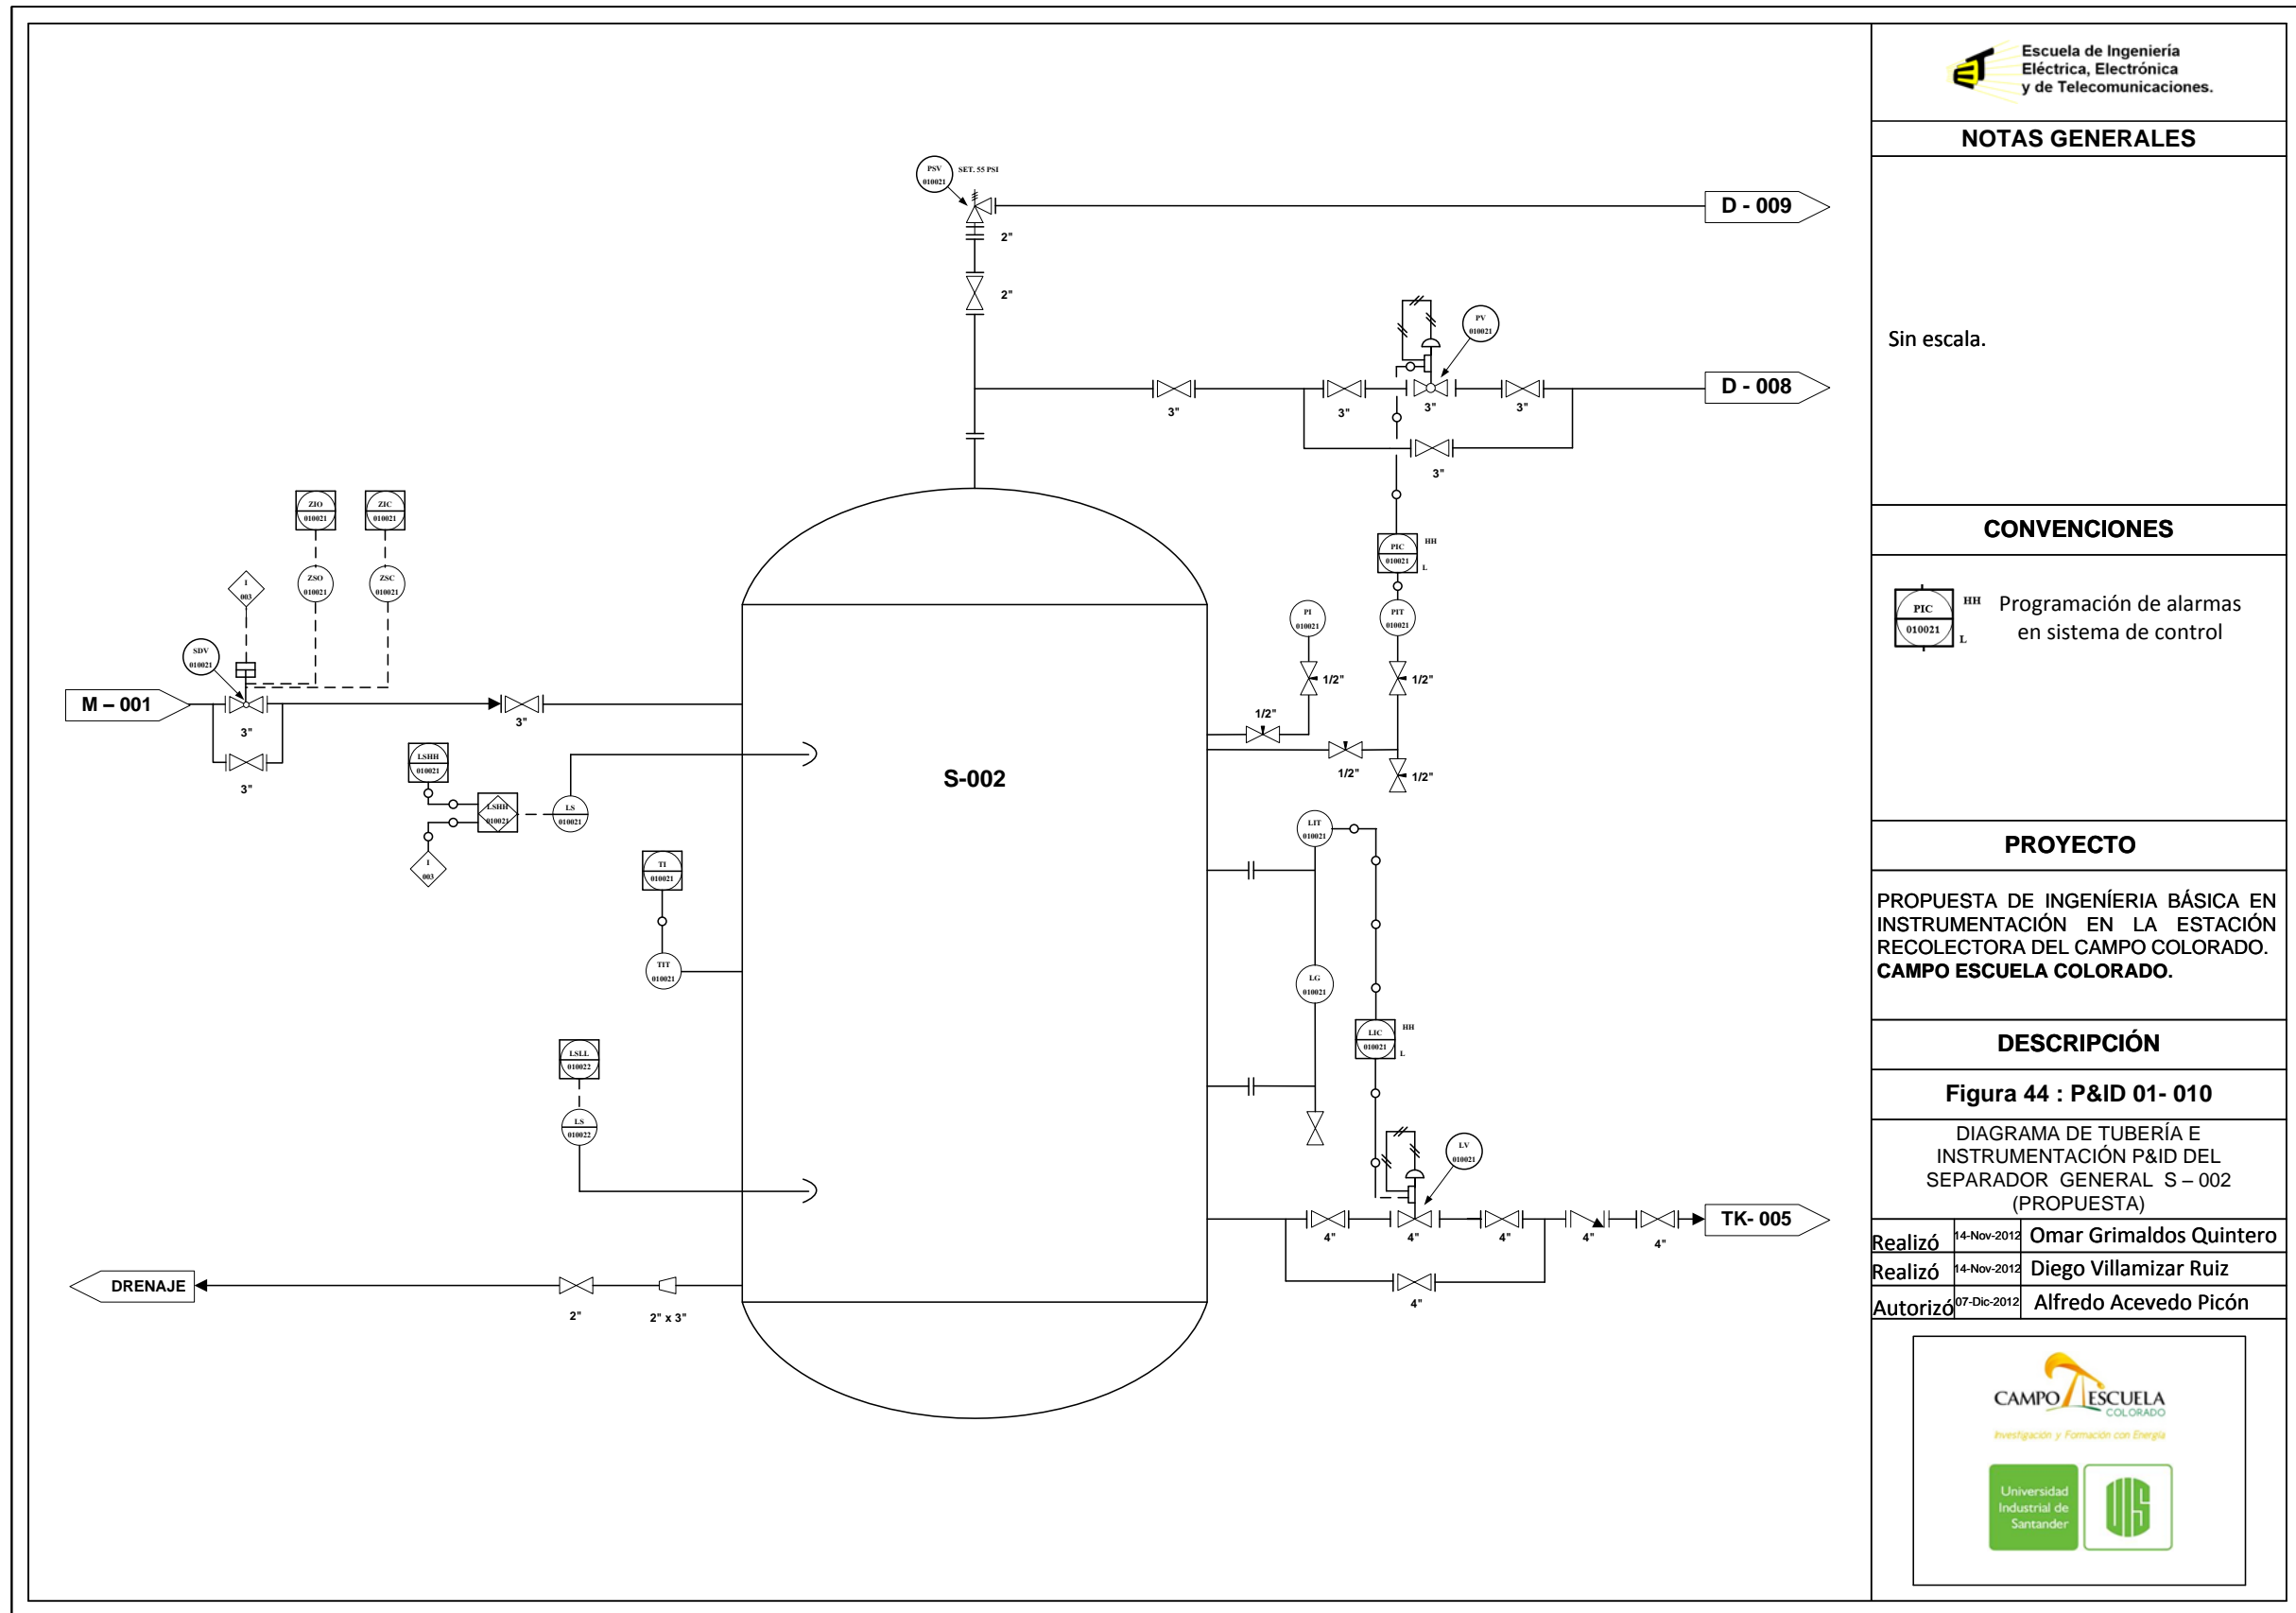 PSV
010021
SET. 55 PSI
2"
2"
D - 009
PV
010021
3"
3"
3"
3"
3"
D - 008
ZIO
010021
ZIC
010021
ZSO
010021
ZSC
010021
I
003
SDV
010021
M – 001
3"
3"
3"
LSHH
010021
LSHH
010021
LS
010021
I
003
TI
010021
TIT
010021
LSLL
010022
LS
010022
S-002
PIC
010021
HH
L
PI
010021
PIT
010021
1/2"
1/2"
1/2"
1/2"
1/2"
LIT
010021
LG
010021
LIC
010021
HH
L
LV
010021
4"
4"
4"
4"
4"
4"
TK- 005
DRENAJE
2"
2" x 3"
Escuela de Ingeniería
Eléctrica, Electrónica
y de Telecomunicaciones.
NOTAS GENERALES
Sin escala.
CONVENCIONES
PIC
010021
HH
L
Programación de alarmas
en sistema de control
PROYECTO
PROPUESTA DE INGENÍERIA BÁSICA EN
INSTRUMENTACIÓN EN LA ESTACIÓN
RECOLECTORA DEL CAMPO COLORADO.
CAMPO ESCUELA COLORADO.
DESCRIPCIÓN
Figura 44 : P&ID 01- 010
DIAGRAMA DE TUBERÍA E
INSTRUMENTACIÓN P&ID DEL
SEPARADOR GENERAL S – 002
(PROPUESTA)
Realizó 14-Nov-2012 Omar Grimaldos Quintero
Realizó 14-Nov-2012 Diego Villamizar Ruiz
Autorizó 07-Dic-2012 Alfredo Acevedo Picón
CAMPO ESCUELA
COLORADO
Investigación y Formación con Energía
Universidad
Industrial de
Santander
UIS